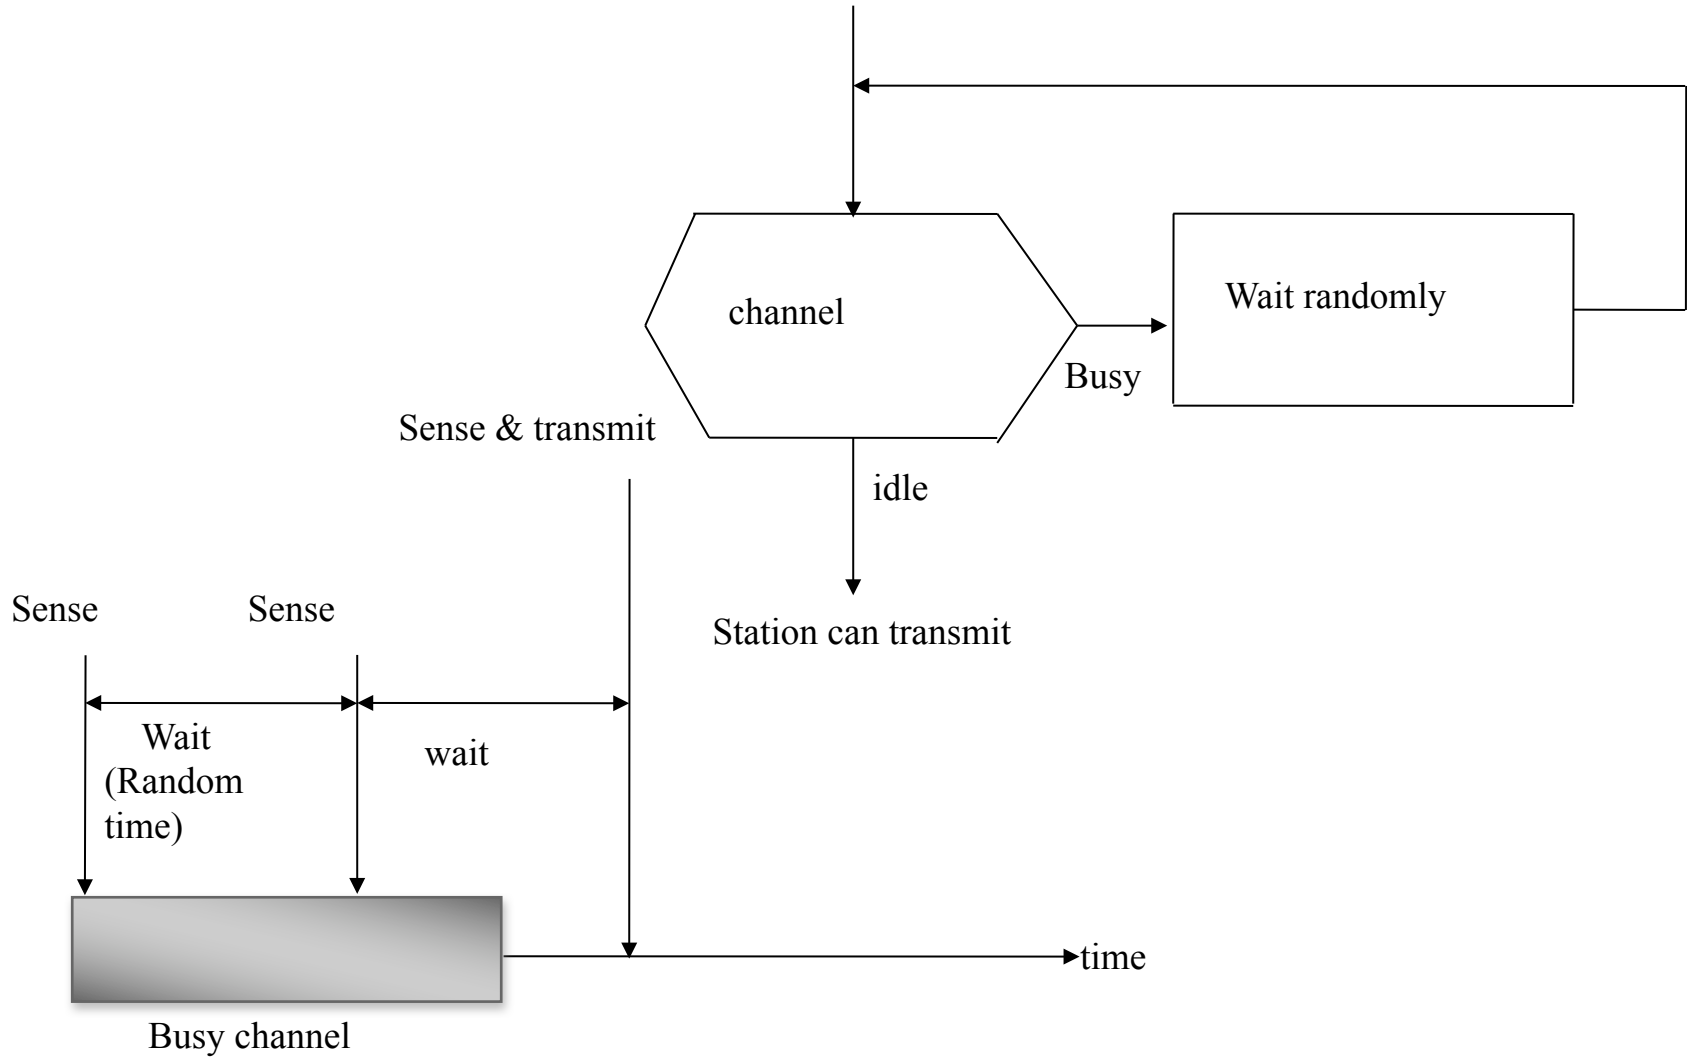 channel
Wait randomly
Busy
Sense & transmit
idle
Sense
Sense
Station can transmit
Wait
(Random
time)
wait
time
Busy channel